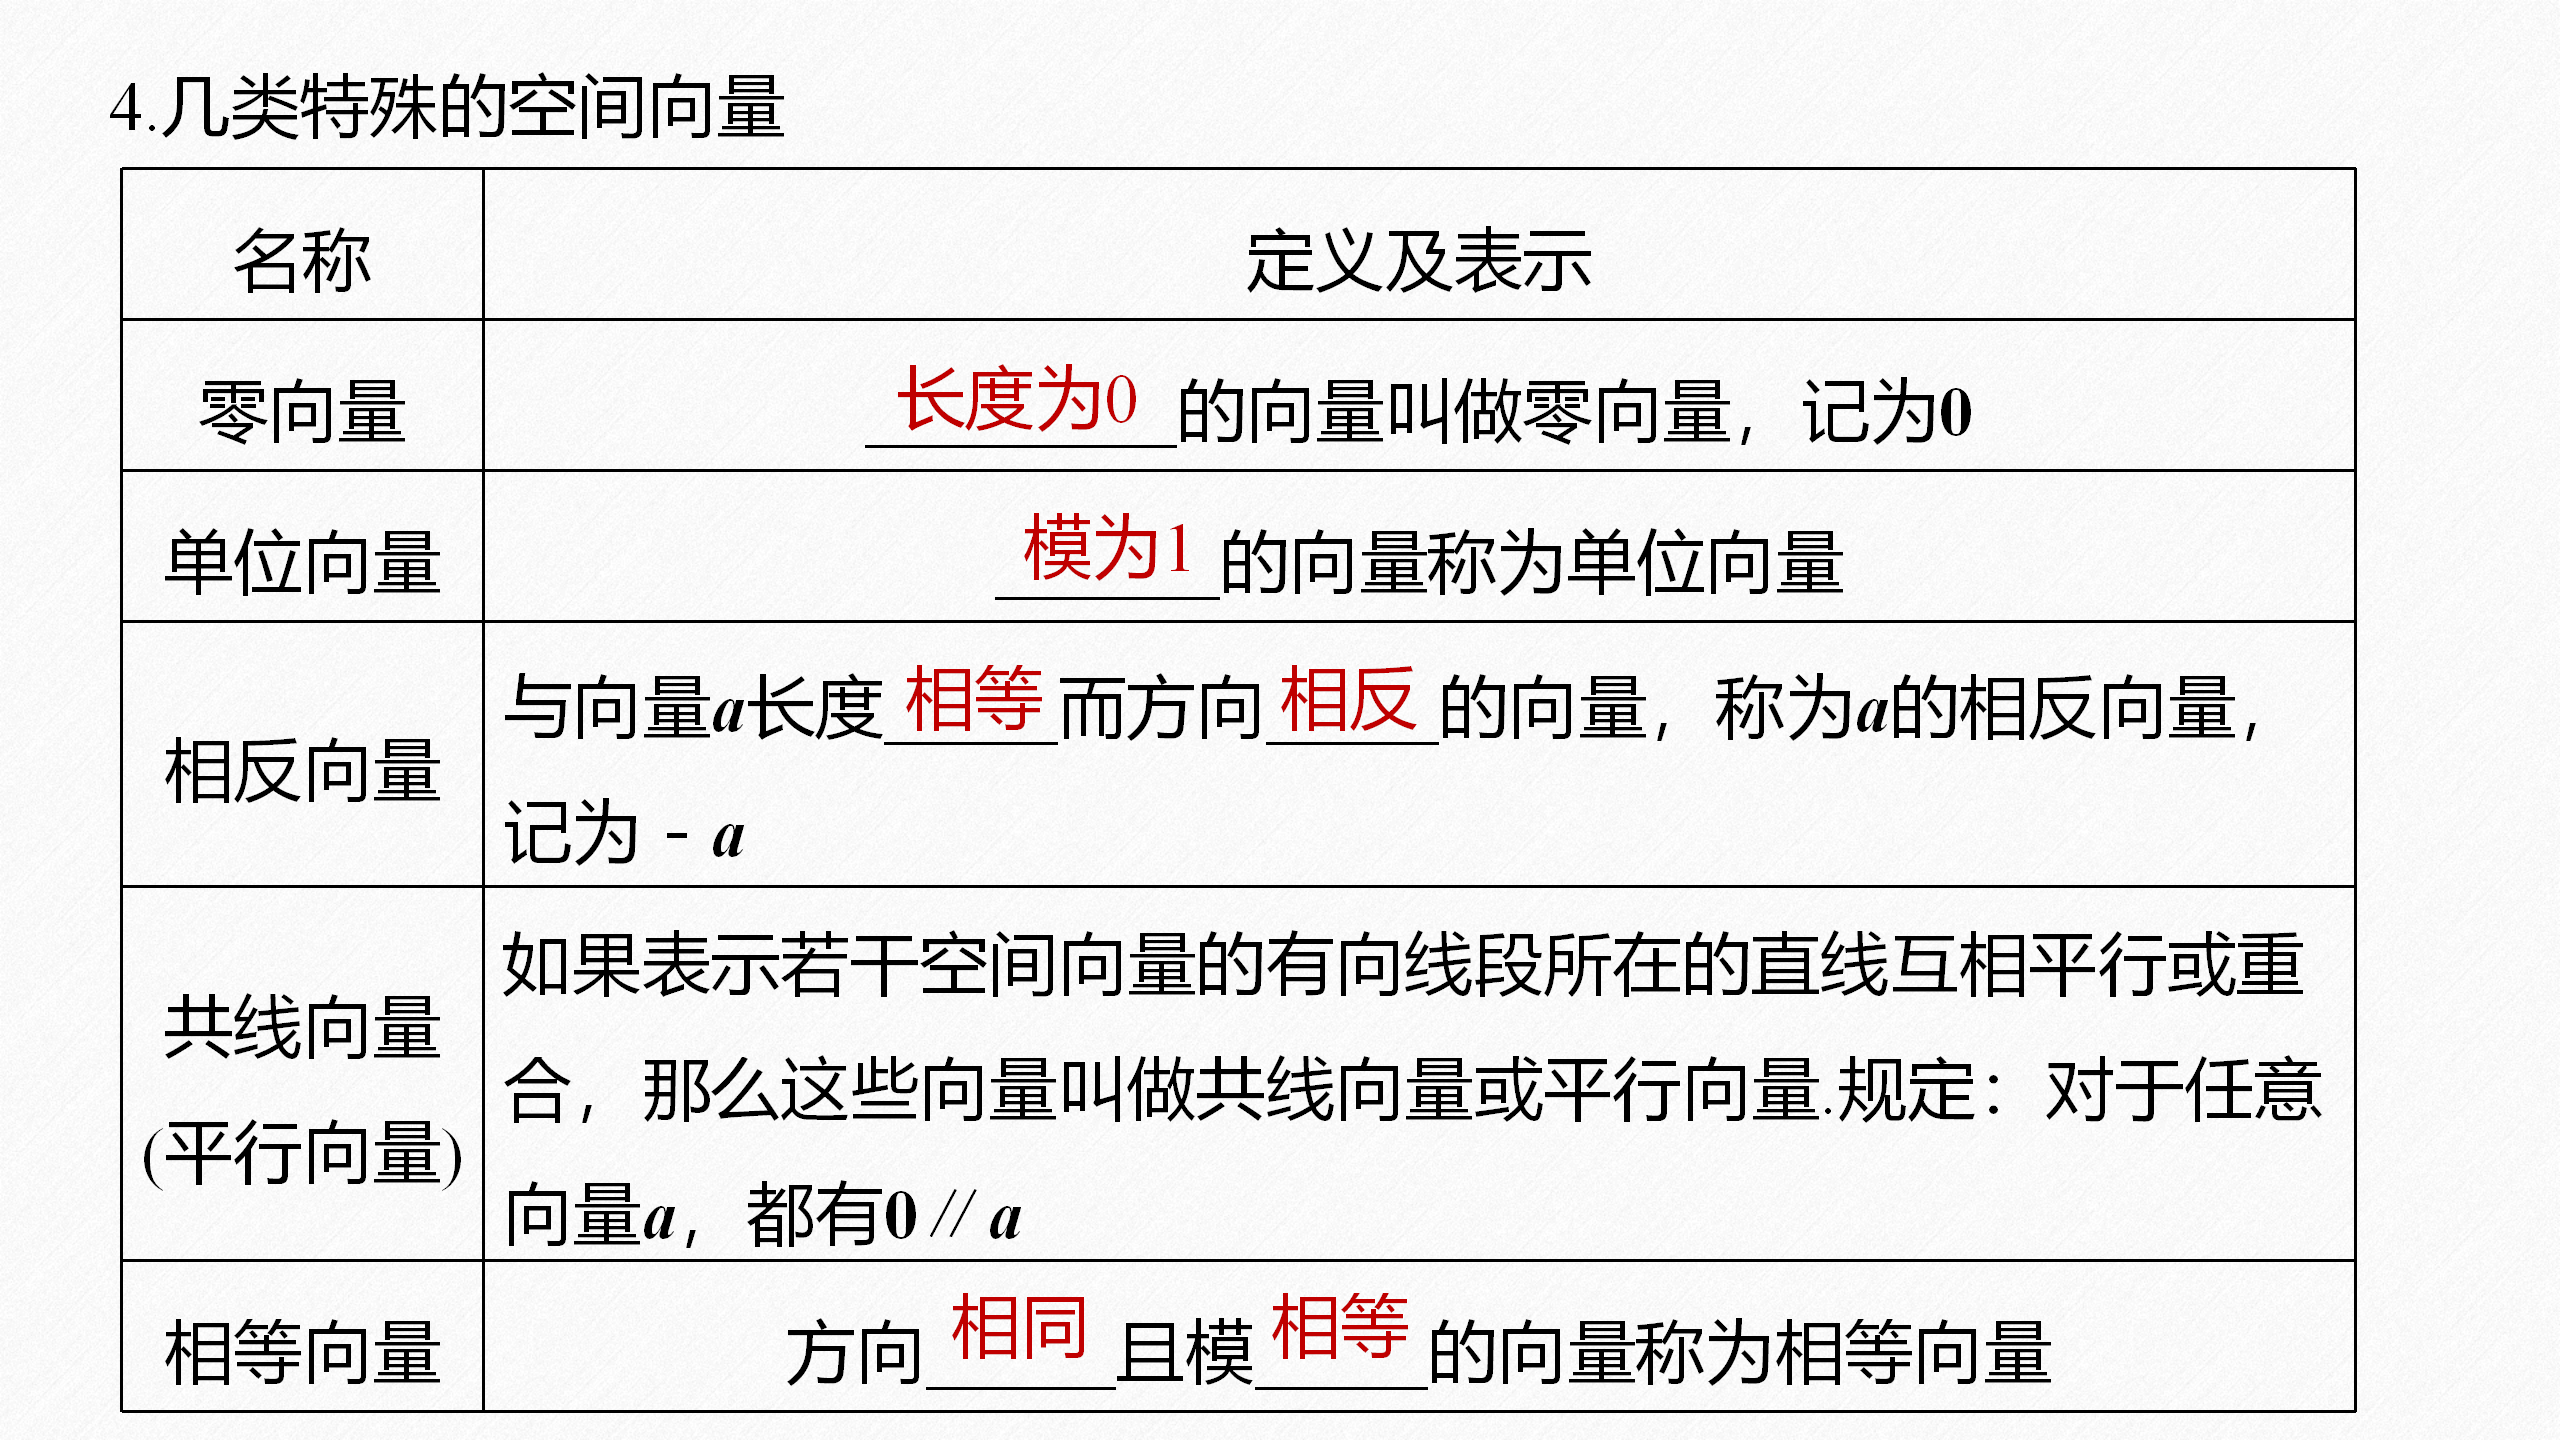 4.几类特殊的空间向量
名称
定义及表示
零向量
长度为0的向量叫做零向量，记为0
单位向量
模为1的向量称为单位向量
相反向量
与向量a长度相等而方向相反的向量，称为a的相反向量，
记为－a
共线向量
(平行向量)
如果表示若干空间向量的有向线段所在的直线互相平行或重
合，那么这些向量叫做共线向量或平行向量.规定：对于任意
向量a，都有0∥a
相等向量
方向相同且模相等的向量称为相等向量